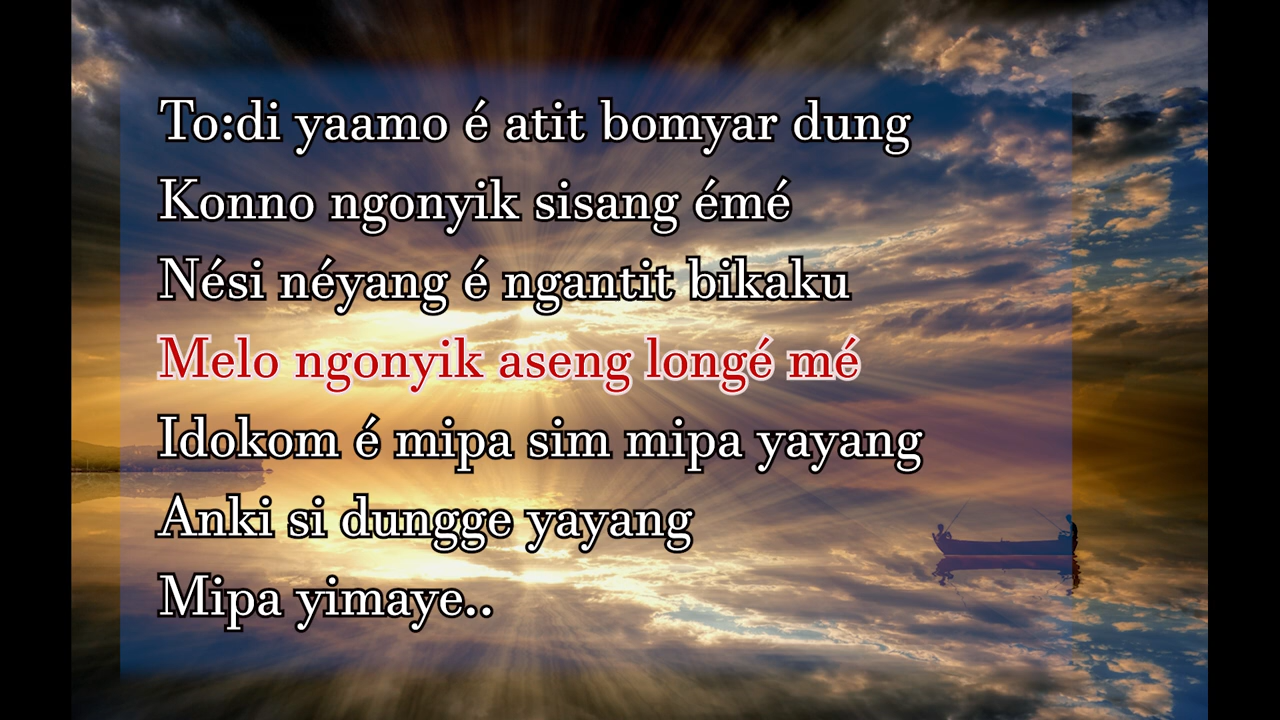 To:di yaamo é atit bomyar dung
Konno ngonyik sisang émé
Nési néyang é ngantit bikaku
Melo ngonyik aseng longé mé
Idokom é mipa sim mipa yayang
Anki si dungge yayang
Mipa yimaye..